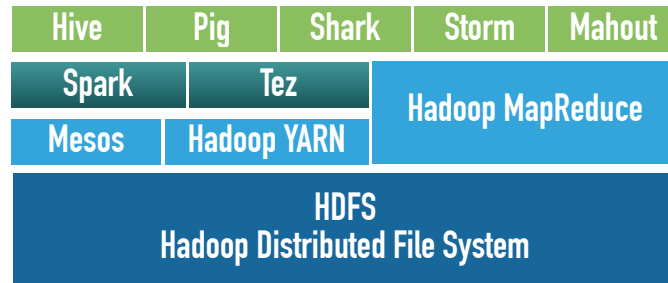 Hive Pig Shark Storm Mahout
Spark Tez
Hadoop MapReduce
Mesos Hadoop YARN
HDFS
Hadoop Distributed File System